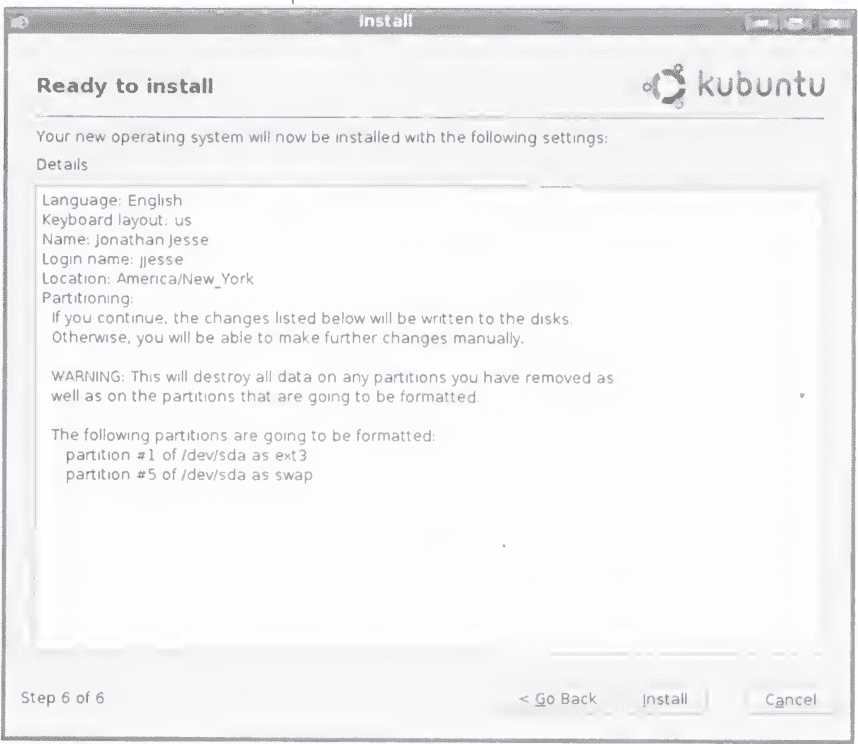 Install
Ready to install
kubuntu
Your new operating system will now be installed with the following settings:
Details
Language: English
Keyboard layout: us
Name: Jonathan Jesse
Login name: jjesse
Location: America/New_York
Partitioning:
If you continue, the changes listed below will be written to the disks.
Otherwise, you will be able to make further changes manually.
WARNING: This will destroy all data on any partitions you have removed as
well as on the partitions that are going to be formatted.
The following partitions are going to be formatted:
partition #1 of /dev/sda as ext3
partition #5 of /dev/sda as swap
Step 6 of 6
< Go Back
Install
Cancel